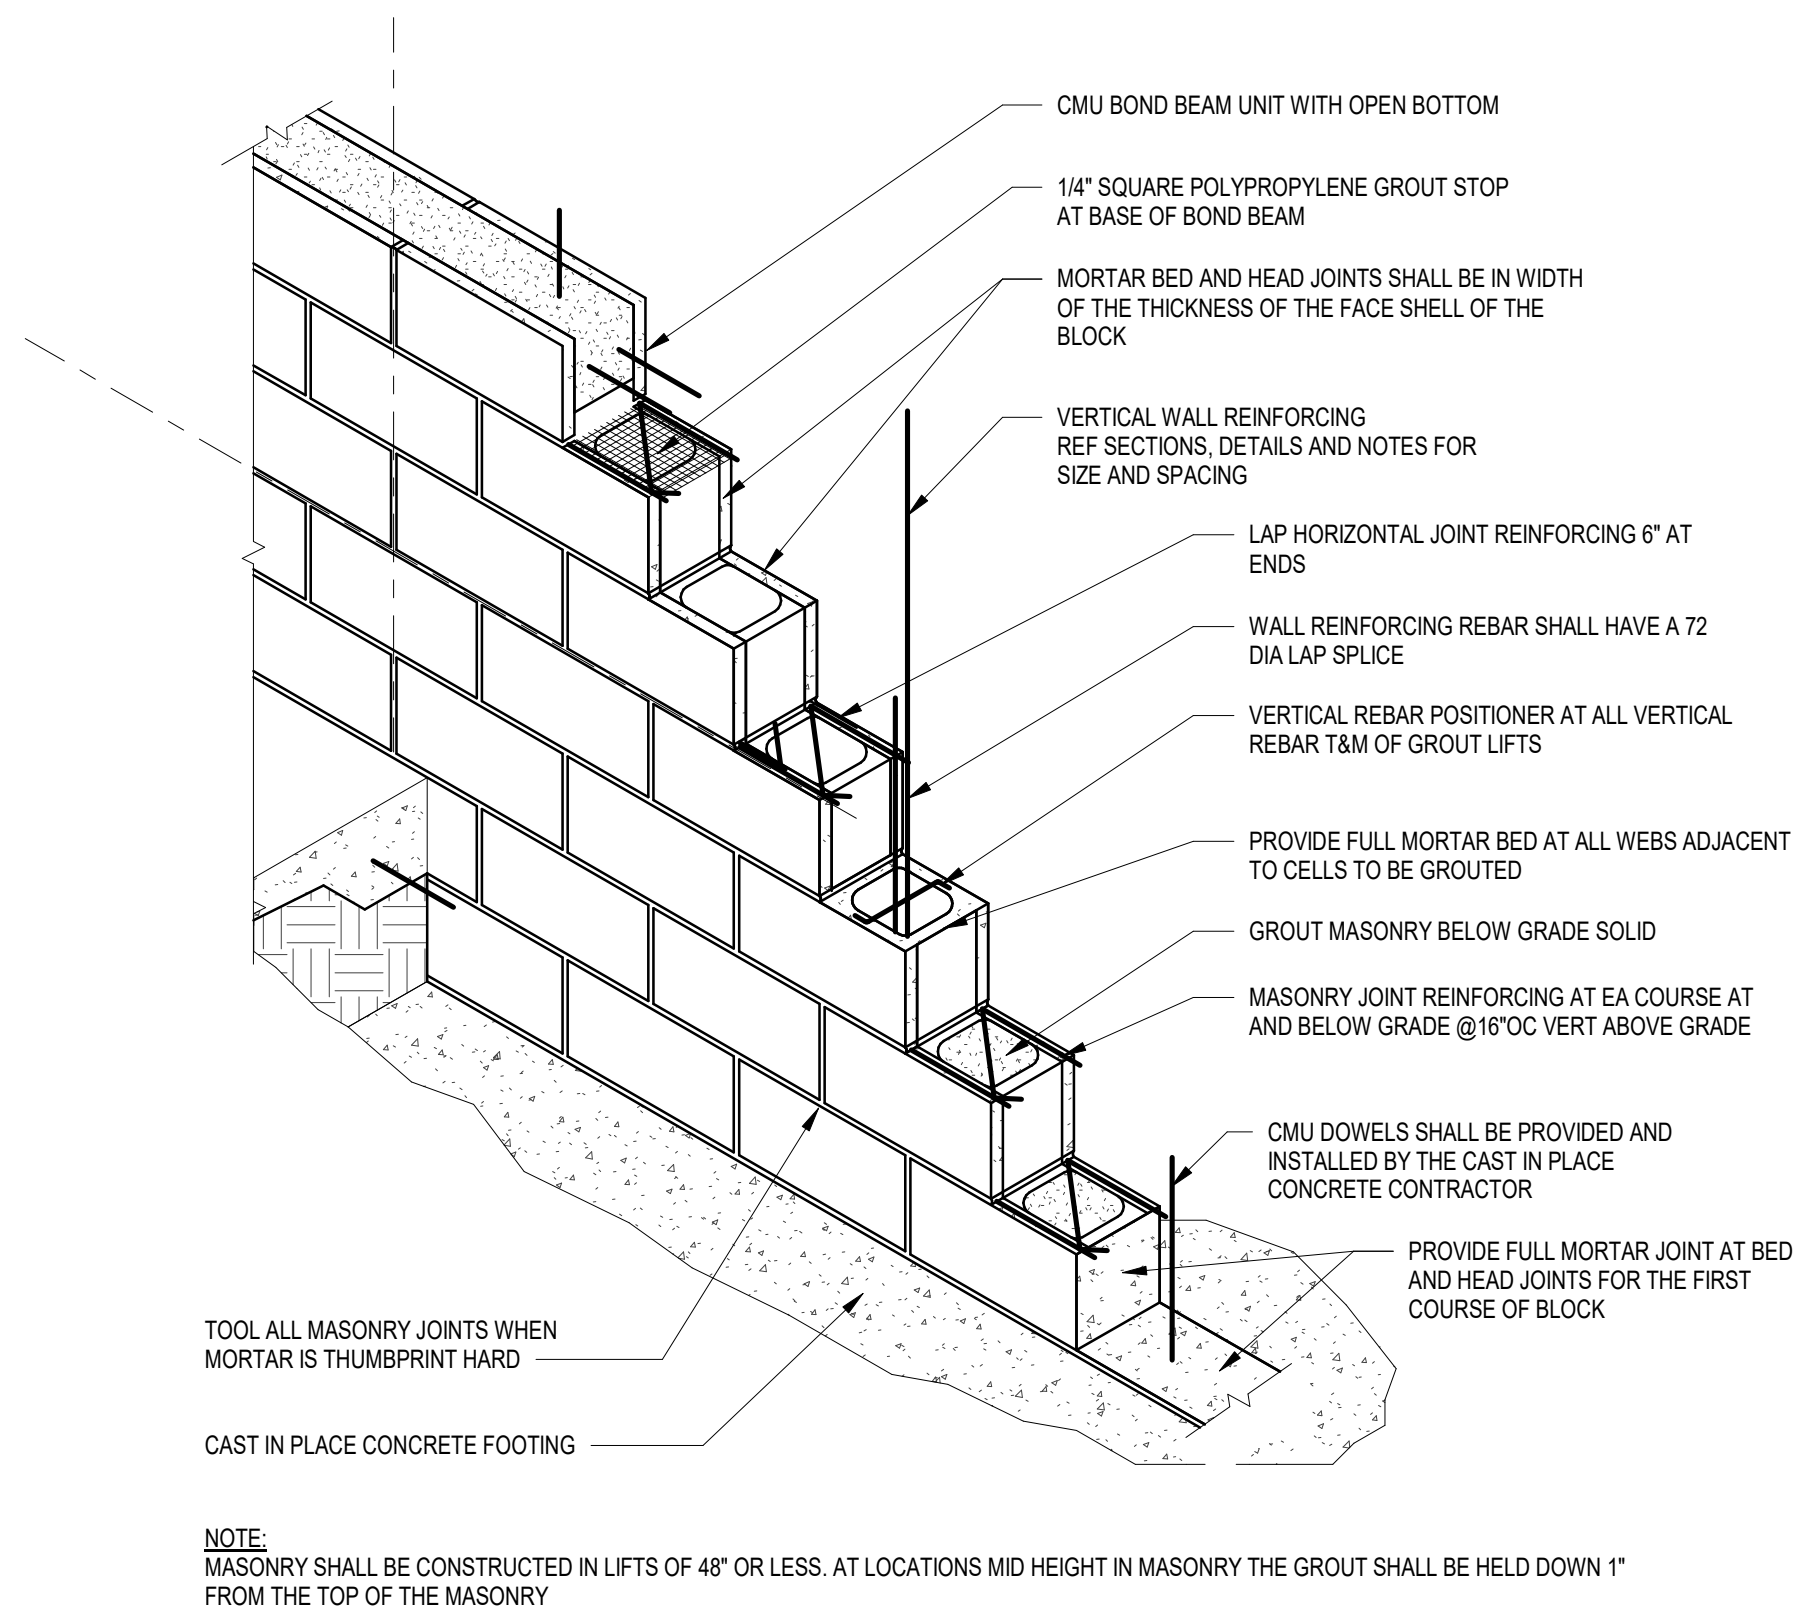 CMU BOND BEAM UNIT WITH OPEN BOTTOM
1/4" SQUARE POLYPROPYLENE GROUT STOP
AT BASE OF BOND BEAM
MORTAR BED AND HEAD JOINTS SHALL BE IN WIDTH
OF THE THICKNESS OF THE FACE SHELL OF THE
BLOCK
VERTICAL WALL REINFORCING
REF SECTIONS, DETAILS AND NOTES FOR
SIZE AND SPACING
LAP HORIZONTAL JOINT REINFORCING 6" AT
ENDS
WALL REINFORCING REBAR SHALL HAVE A 72
DIA LAP SPLICE
VERTICAL REBAR POSITIONER AT ALL VERTICAL
REBAR T&M OF GROUT LIFTS
PROVIDE FULL MORTAR BED AT ALL WEBS ADJACENT
TO CELLS TO BE GROUTED
GROUT MASONRY BELOW GRADE SOLID
MASONRY JOINT REINFORCING AT EA COURSE AT
AND BELOW GRADE @16"OC VERT ABOVE GRADE
CMU DOWELS SHALL BE PROVIDED AND
INSTALLED BY THE CAST IN PLACE
CONCRETE CONTRACTOR
PROVIDE FULL MORTAR JOINT AT BED
AND HEAD JOINTS FOR THE FIRST
COURSE OF BLOCK
TOOL ALL MASONRY JOINTS WHEN
MORTAR IS THUMBPRINT HARD
CAST IN PLACE CONCRETE FOOTING
NOTE:
MASONRY SHALL BE CONSTRUCTED IN LIFTS OF 48" OR LESS. AT LOCATIONS MID HEIGHT IN MASONRY THE GROUT SHALL BE HELD DOWN 1"
FROM THE TOP OF THE MASONRY